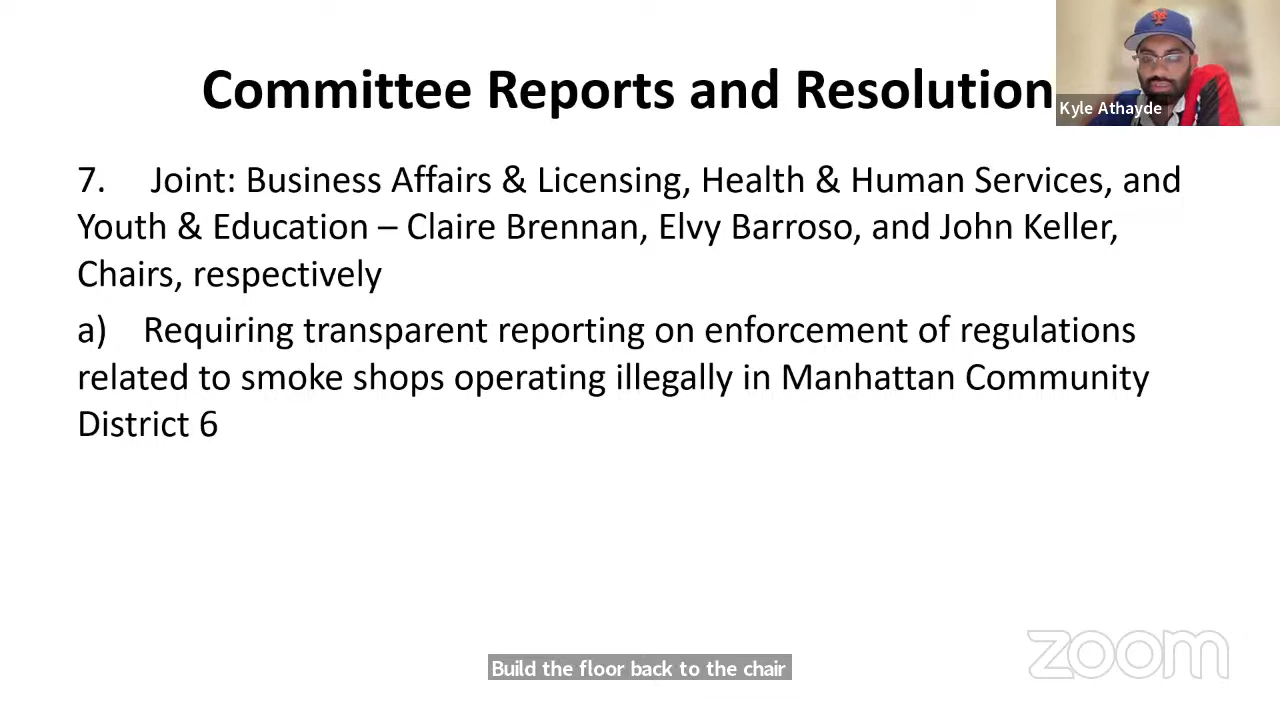 Committee Reports and Resolution
Kyle Athayde
7. Joint: Business Affairs & Licensing, Health & Human Services, and
Youth & Education – Claire Brennan, Elvy Barroso, and John Keller,
Chairs, respectively
a) Requiring transparent reporting on enforcement of regulations
related to smoke shops operating illegally in Manhattan Community
District 6
zoom
Build the floor back to the chair